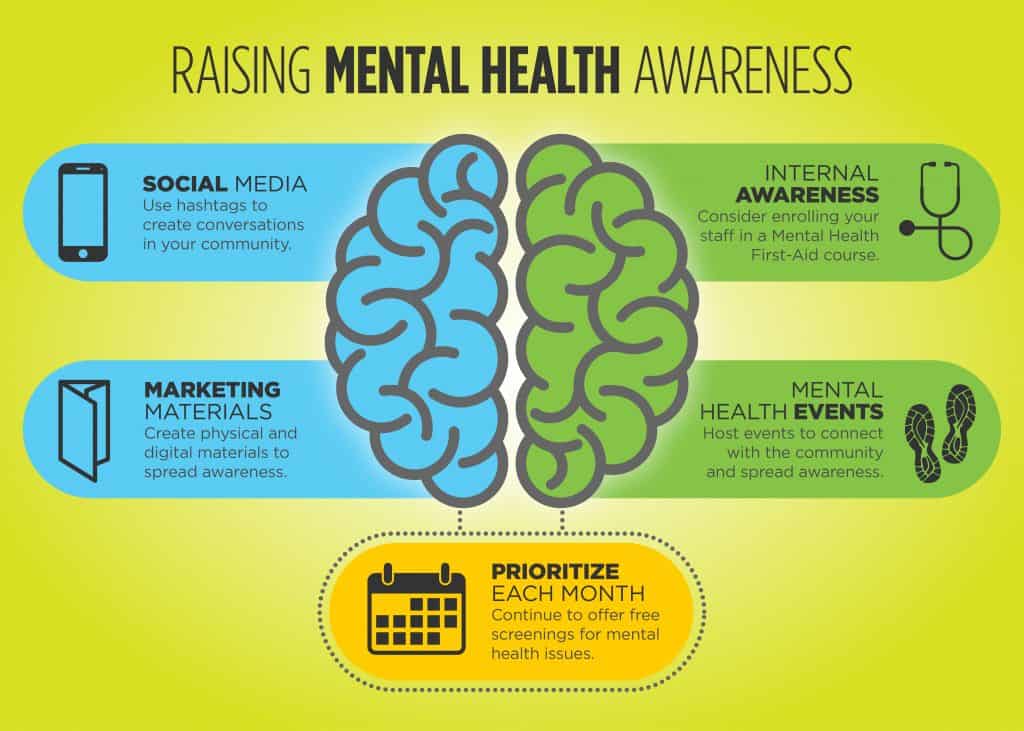 RAISING MENTAL HEALTH AWARENESS
SOCIAL MEDIA
Use hashtags to
create conversations
in your community.
INTERNAL
AWARENESS
Consider enrolling your
staff in a Mental Health
First-Aid course.
MARKETING
MATERIALS
Create physical and
digital materials to
spread awareness.
MENTAL
HEALTH EVENTS
Host events to connect
with the community
and spread awareness.
PRIORITIZE
EACH MONTH
Continue to offer free
screenings for mental
health issues.